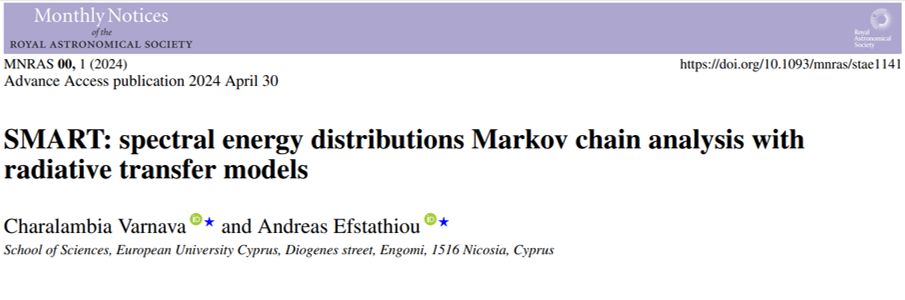 Monthly Notices
of the
ROYAL ASTRONOMICAL SOCIETY
Royal
Astronomical
Society
MNRAS 00, 1 (2024)
https://doi.org/10.1093/mnras/stae1141
Advance Access publication 2024 April 30
SMART: spectral energy distributions Markov chain analysis with
radiative transfer models
Charalambia Varnava iD ★ and Andreas Efstathiou iD ★
School of Sciences, European University Cyprus, Diogenes street, Engomi, 1516 Nicosia, Cyprus